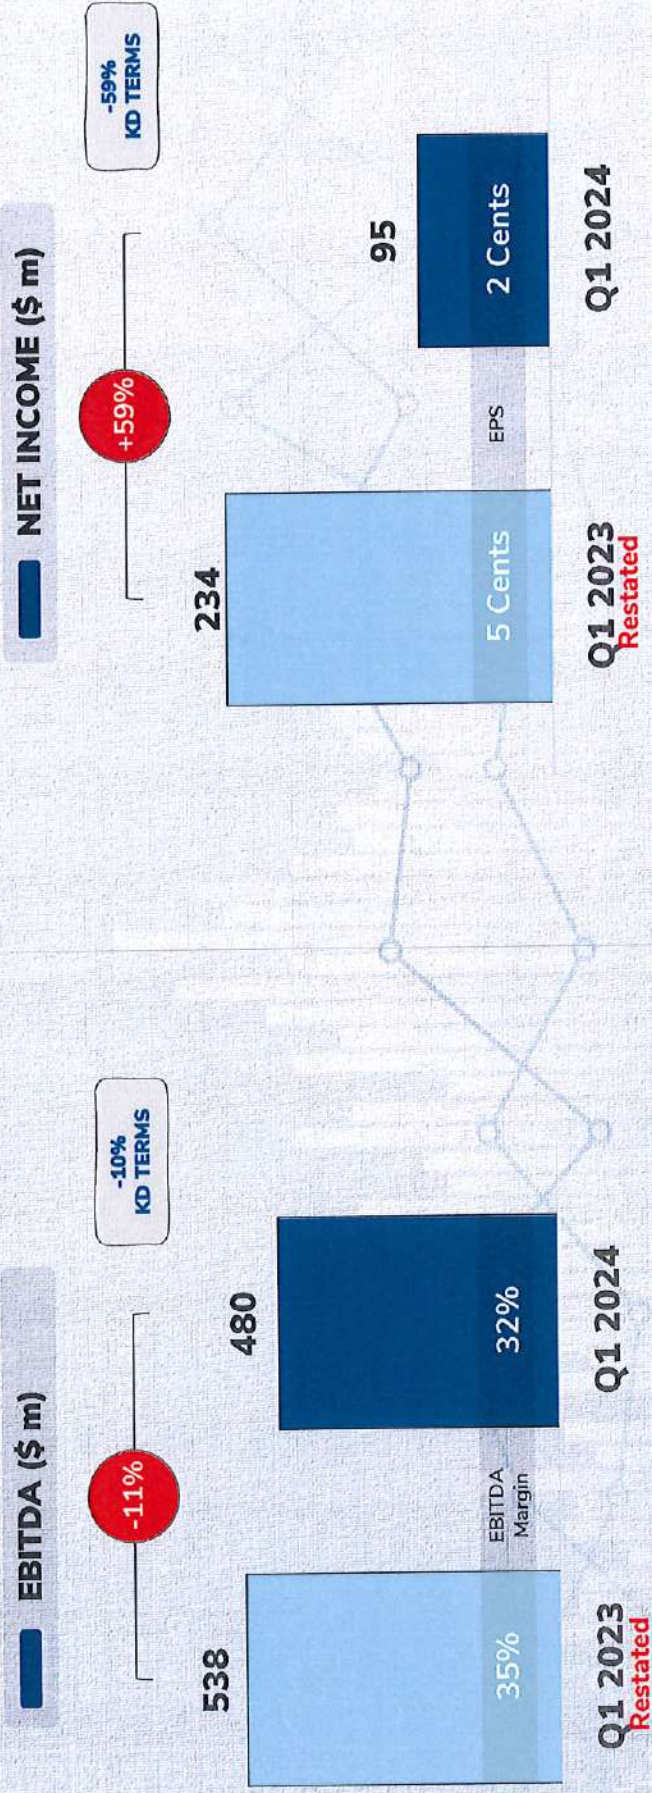 EBITDA ($ m)
-11%
-10%
KD TERMS
538
480
35%
EBITDA
Margin
32%
Q1 2023
Restated
Q1 2024
NET INCOME ($ m)
+59%
-59%
KD TERMS
234
95
5 Cents
EPS
2 Cents
Q1 2023
Restated
Q1 2024